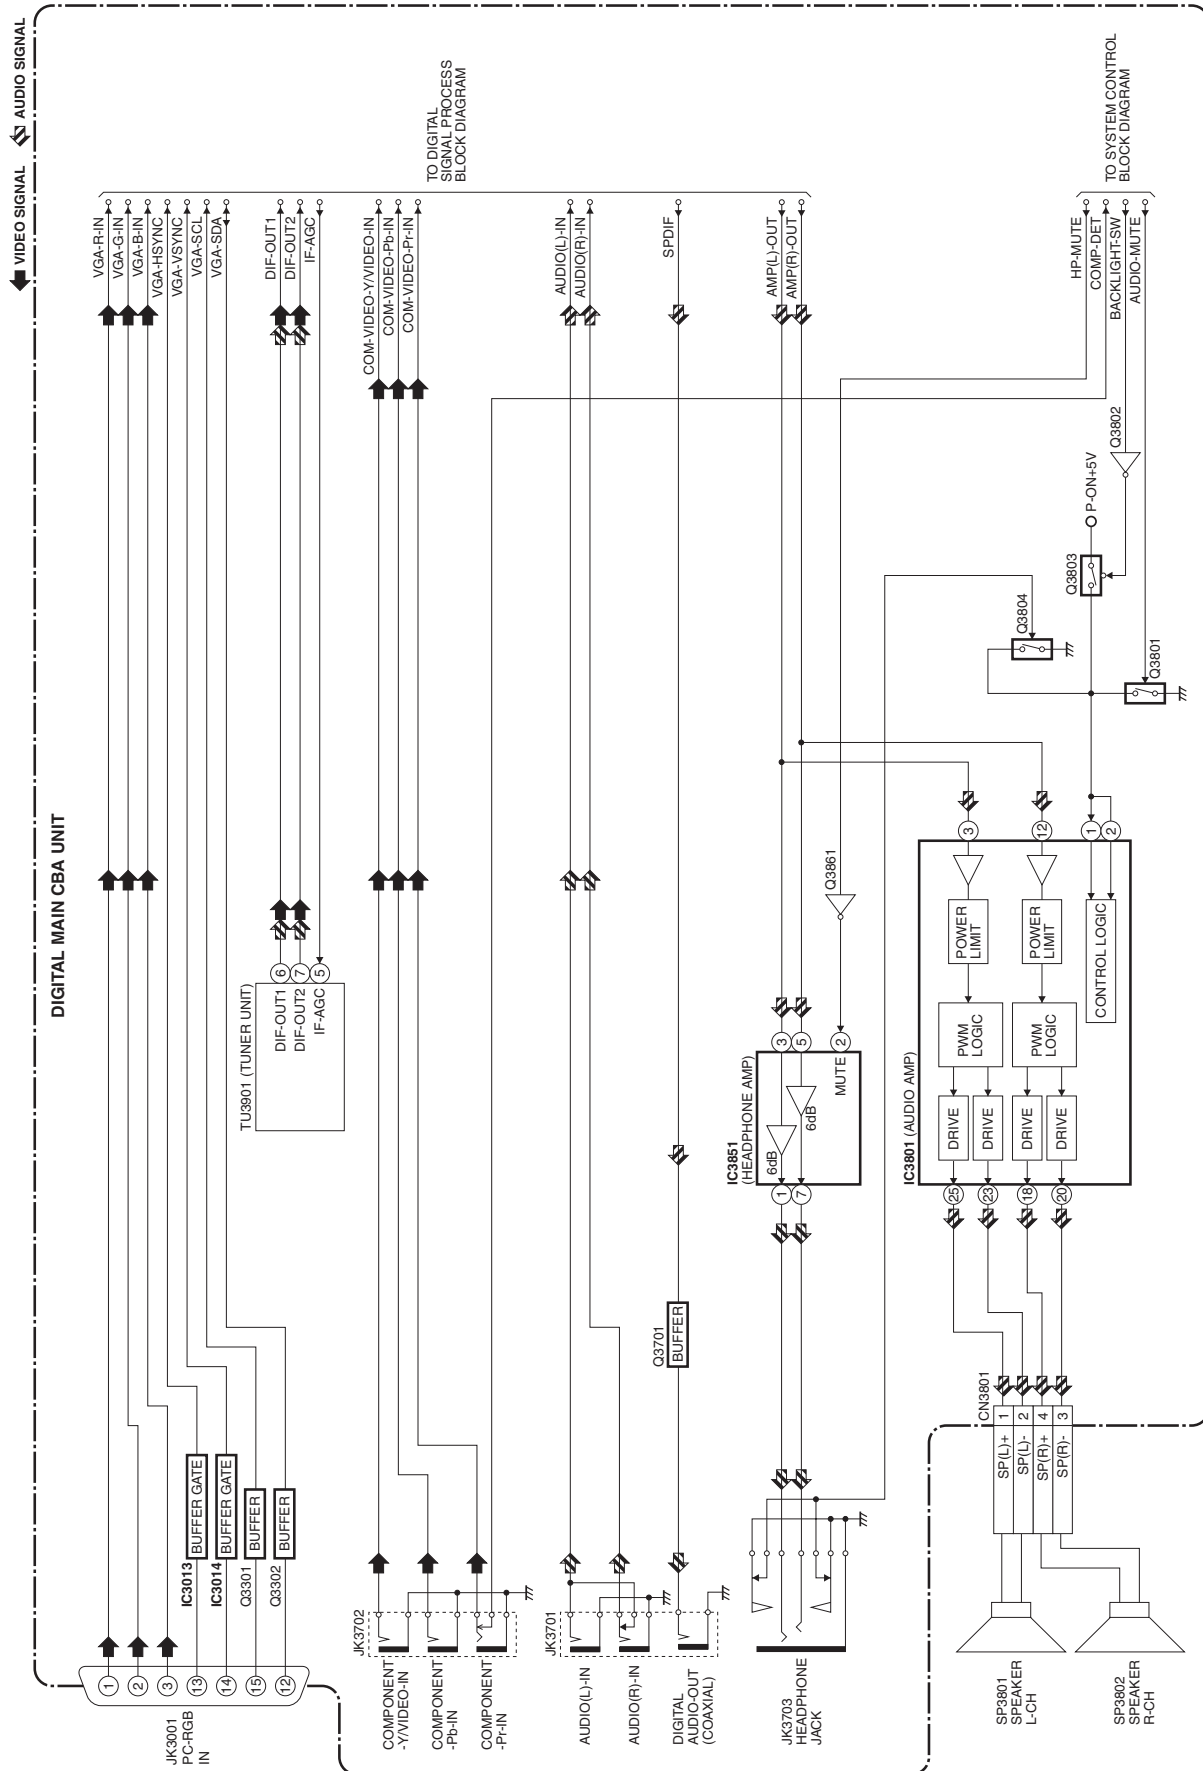 VIDEO SIGNAL
AUDIO SIGNAL
DIGITAL MAIN CBA UNIT
JK3001
PC-RGB
IN
1
2
3
13
14
15
12
IC3013
BUFFER GATE
IC3014
BUFFER GATE
Q3301
BUFFER
Q3302
BUFFER
VGA-R-IN
VGA-G-IN
VGA-B-IN
VGA-HSYNC
VGA-VSYNC
VGA-SCL
VGA-SDA
TU3901 (TUNER UNIT)
DIF-OUT1
6
DIF-OUT2
7
IF-AGC
5
DIF-OUT1
DIF-OUT2
IF-AGC
JK3702
COMPONENT
-Y/VIDEO-IN
COMPONENT
-Pb-IN
COMPONENT
-Pr-IN
COM-VIDEO-Y/VIDEO-IN
COM-VIDEO-Pb-IN
COM-VIDEO-Pr-IN
TO DIGITAL
SIGNAL PROCESS
BLOCK DIAGRAM
JK3701
AUDIO(L)-IN
AUDIO(R)-IN
DIGITAL
AUDIO-OUT
(COAXIAL)
AUDIO(L)-IN
AUDIO(R)-IN
Q3701
BUFFER
SPDIF
JK3703
HEADPHONE
JACK
IC3851
(HEADPHONE AMP)
1
7
6dB
6dB
3
5
2
MUTE
Q3861
AMP(L)-OUT
AMP(R)-OUT
HP-MUTE
COMP-DET
BACKLIGHT-SW
AUDIO-MUTE
TO SYSTEM CONTROL
BLOCK DIAGRAM
Q3802
P-ON+5V
Q3803
Q3804
Q3801
IC3801 (AUDIO AMP)
25
23
18
20
DRIVE
DRIVE
DRIVE
DRIVE
PWM
LOGIC
PWM
LOGIC
POWER
LIMIT
POWER
LIMIT
CONTROL LOGIC
3
12
1
2
CN3801
SP(L)+
1
SP(L)-
2
SP(R)+
4
SP(R)-
3
SP3801
SPEAKER
L-CH
SP3802
SPEAKER
R-CH